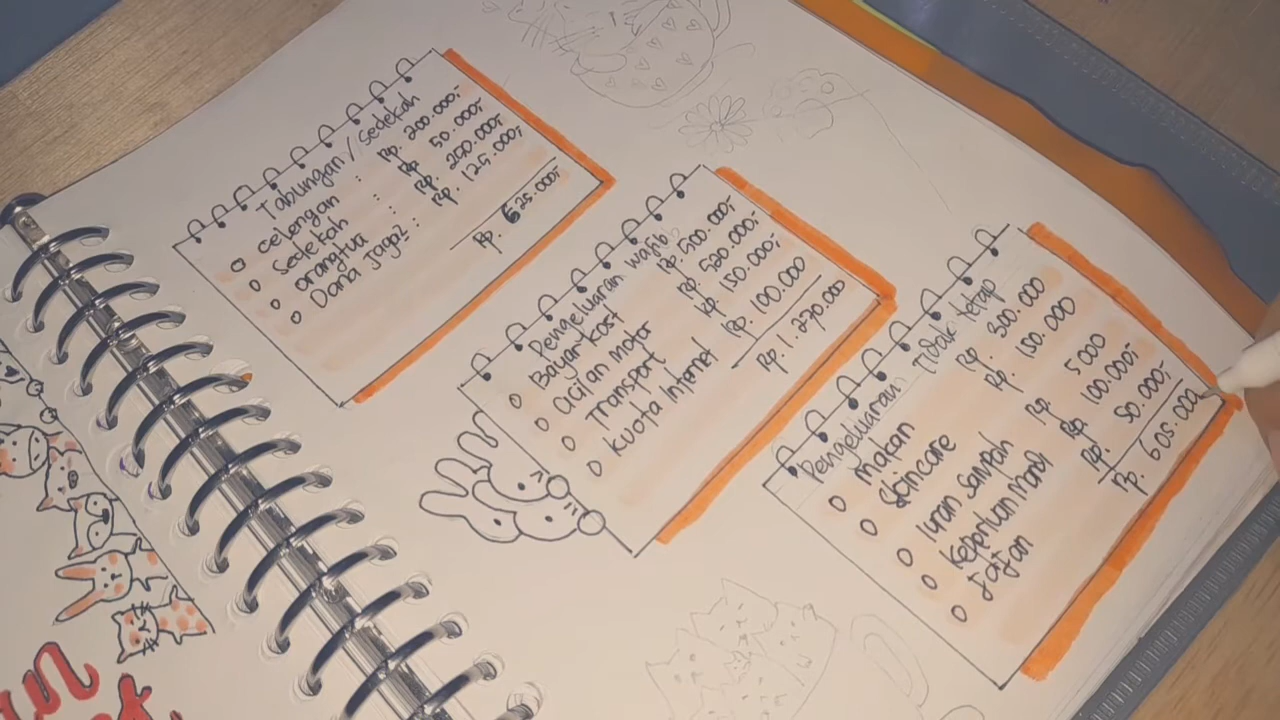 Tabungan / Sedekah
celengan : Rp. 200.000,-
Sedekah : Rp 50.000,-
orangtua : Rp. 250.000,-
Dana Jaga² : Rp. 125.000,-
Rp. 625.000,-
Pengeluaran wajib
Bayar kost Rp. 500.000,-
Cicilan motor Rp. 520.000,-
Transport Rp. 150.000,-
Kuota Internet Rp. 100.000
Rp. 1.270.000
Pengeluaran Tidak tetap
Makan Rp. 300.000
Skincare Rp. 150.000
Iuran Sampah Rp. 5000
Keperluan Mandi Rp. 100.000,-
Jajan Rp. 50.000,-
Rp. 605.000